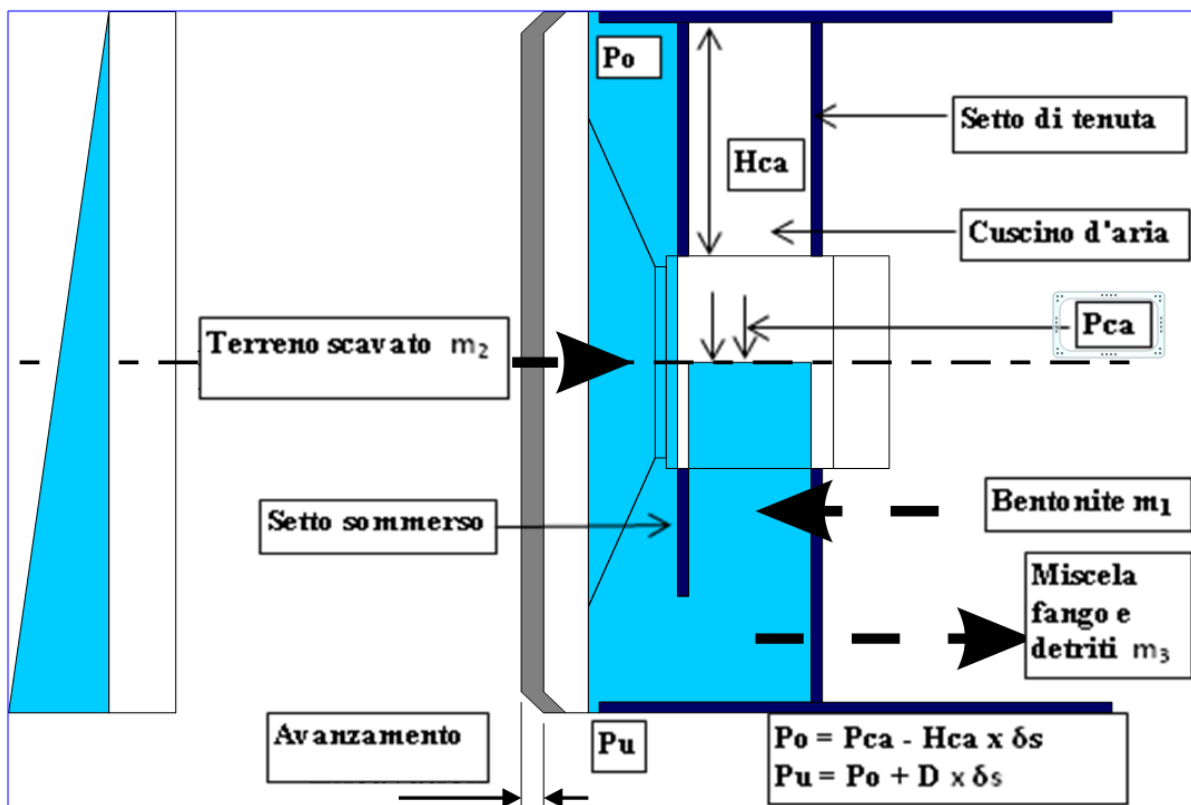 Po
Setto di tenuta
Hca
Cuscino d'aria
Pca
Terreno scavato m2
Setto sommerso
Bentonite m1
Miscela
fango e
detriti m3
Avanzamento
Pu
Po = Pca - Hca x δs
Pu = Po + D x δs